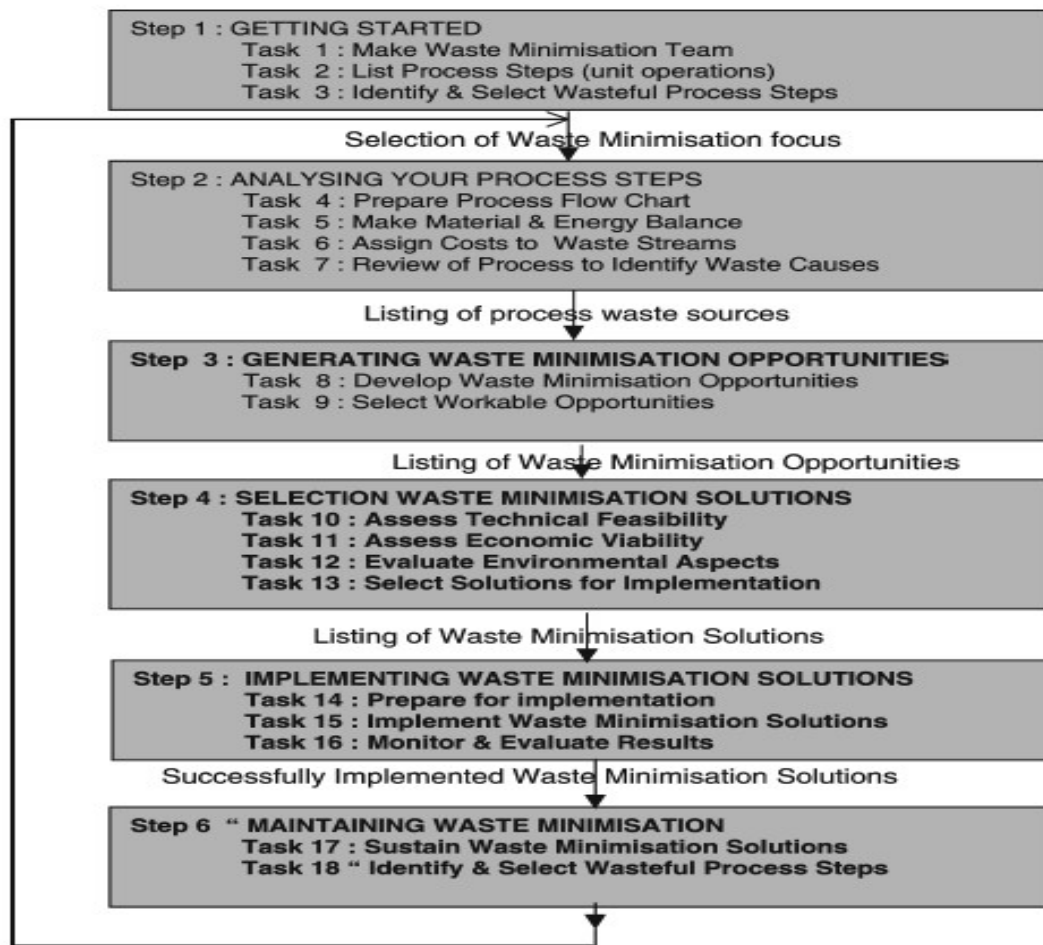 Step 1 : GETTING STARTED
Task 1 : Make Waste Minimisation Team
Task 2 : List Process Steps (unit operations)
Task 3 : Identify & Select Wasteful Process Steps
Selection of Waste Minimisation focus
Step 2 : ANALYSING YOUR PROCESS STEPS
Task 4 : Prepare Process Flow Chart
Task 5 : Make Material & Energy Balance
Task 6 : Assign Costs to Waste Streams
Task 7 : Review of Process to Identify Waste Causes
Listing of process waste sources
Step 3 : GENERATING WASTE MINIMISATION OPPORTUNITIES
Task 8 : Develop Waste Minimisation Opportunities
Task 9 : Select Workable Opportunities
Listing of Waste Minimisation Opportunities
Step 4 : SELECTION WASTE MINIMISATION SOLUTIONS
Task 10 : Assess Technical Feasibility
Task 11 : Assess Economic Viability
Task 12 : Evaluate Environmental Aspects
Task 13 : Select Solutions for Implementation
Listing of Waste Minimisation Solutions
Step 5 : IMPLEMENTING WASTE MINIMISATION SOLUTIONS
Task 14 : Prepare for implementation
Task 15 : Implement Waste Minimisation Solutions
Task 16 : Monitor & Evaluate Results
Successfully Implemented Waste Minimisation Solutions
Step 6 “ MAINTAINING WASTE MINIMISATION
Task 17 : Sustain Waste Minimisation Solutions
Task 18 “ Identify & Select Wasteful Process Steps